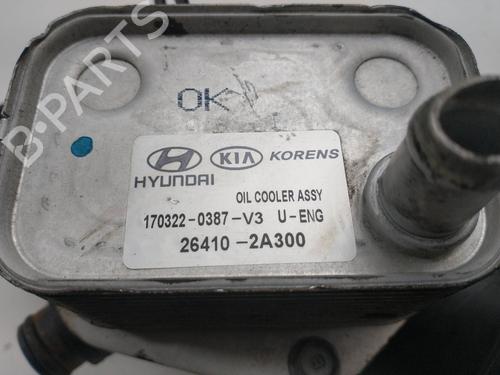 B-PARTS
OK
HYUNDAI KIA KORENS
OIL COOLER ASSY
170322-0387-V3 U-ENG
26410-2A300